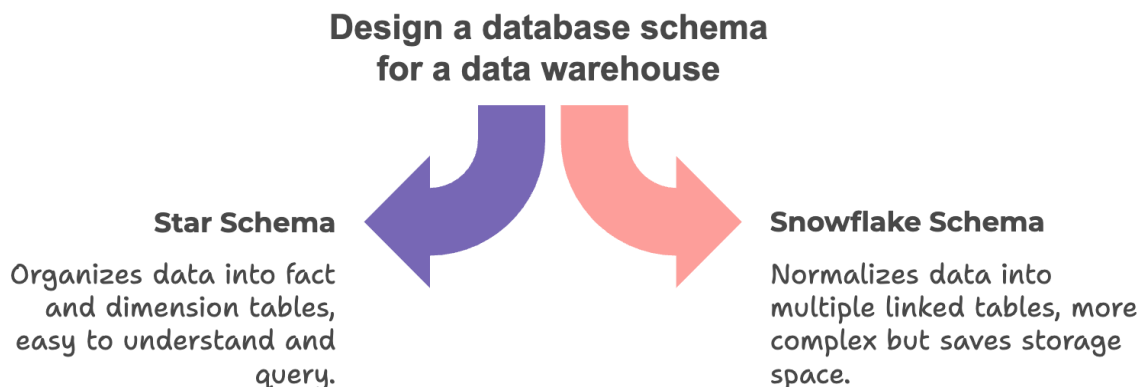 Design a database schema
for a data warehouse
Star Schema
Organizes data into fact
and dimension tables,
easy to understand and
query.
Snowflake Schema
Normalizes data into
multiple linked tables, more
complex but saves storage
space.